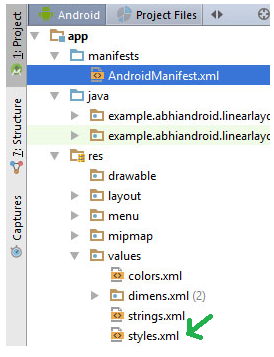 Android
Project Files
1: Project
7: Structure
Captures
app
manifests
AndroidManifest.xml
java
example.abhiandroid.linearlayo
example.abhiandroid.linearlayo
res
drawable
layout
menu
mipmap
values
colors.xml
dimens.xml (2)
strings.xml
styles.xml